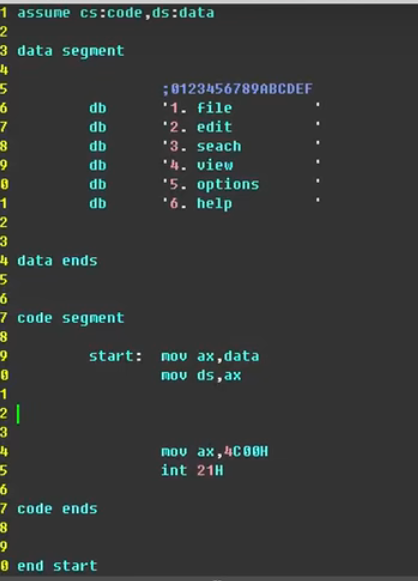 1 assume cs:code,ds:data
2
3 data segment
4
5 ;0123456789ABCDEF
6 db '1. file '
7 db '2. edit '
8 db '3. seach '
9 db '4. view '
0 db '5. options '
1 db '6. help '
2
3
4 data ends
5
6
7 code segment
8
9 start: mov ax,data
0 mov ds,ax
1
2
3
4 mov ax,4C00H
5 int 21H
6
7 code ends
8
9
0 end start